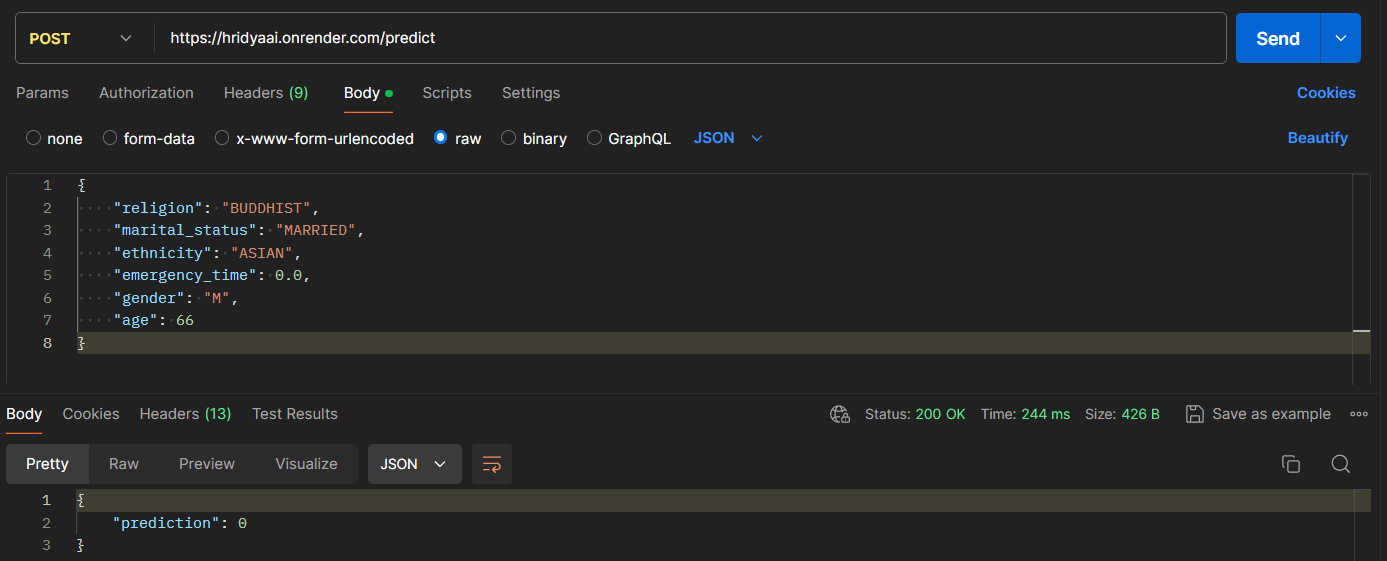 POST https://hridyaai.onrender.com/predict Send
Params Authorization Headers (9) Body Scripts Settings Cookies
none form-data x-www-form-urlencoded raw binary GraphQL JSON Beautify
1 {
2 "religion": "BUDDHIST",
3 "marital_status": "MARRIED",
4 "ethnicity": "ASIAN",
5 "emergency_time": 0.0,
6 "gender": "M",
7 "age": 66
8 }
Body Cookies Headers (13) Test Results Status: 200 OK Time: 244 ms Size: 426 B Save as example
Pretty Raw Preview Visualize JSON
1 {
2 "prediction": 0
3 }